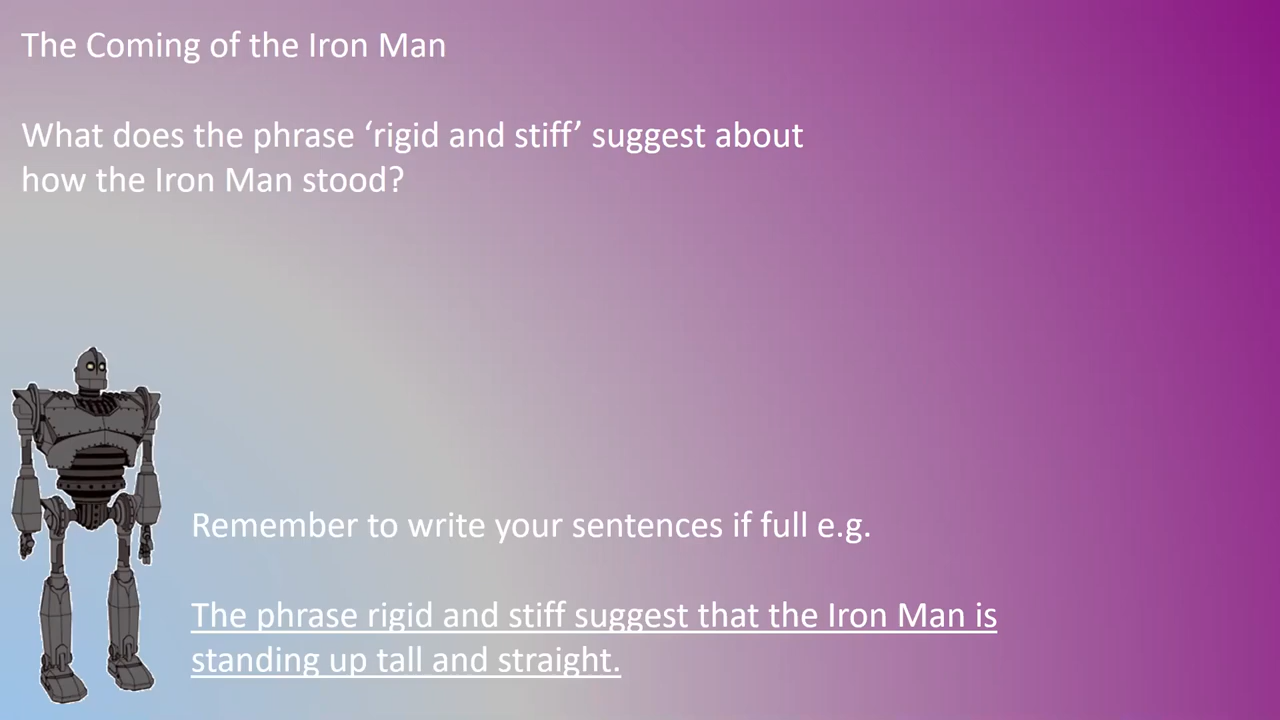 The Coming of the Iron Man
What does the phrase ‘rigid and stiff’ suggest about
how the Iron Man stood?
Remember to write your sentences if full e.g.
The phrase rigid and stiff suggest that the Iron Man is
standing up tall and straight.